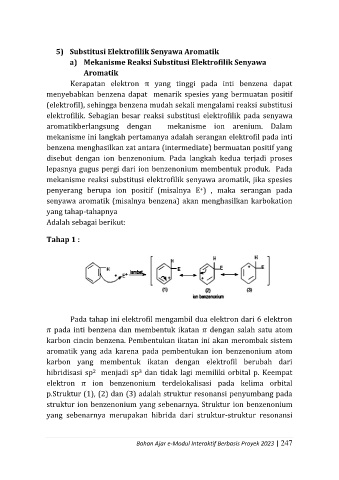 5) Substitusi Elektrofilik Senyawa Aromatik
a) Mekanisme Reaksi Substitusi Elektrofilik Senyawa
Aromatik
Kerapatan elektron π yang tinggi pada inti benzena dapat
menyebabkan benzena dapat menarik spesies yang bermuatan positif
(elektrofil), sehingga benzena mudah sekali mengalami reaksi substitusi
elektrofilik. Sebagian besar reaksi substitusi elektrofilik pada senyawa
aromatikberlangsung dengan mekanisme ion arenium. Dalam
mekanisme ini langkah pertamanya adalah serangan elektrofil pada inti
benzena menghasilkan zat antara (intermediate) bermuatan positif yang
disebut dengan ion benzenonium. Pada langkah kedua terjadi proses
lepasnya gugus pergi dari ion benzenonium membentuk produk. Pada
mekanisme reaksi substitusi elektrofilik senyawa aromatik, jika spesies
penyerang berupa ion positif (misalnya E⁺) , maka serangan pada
senyawa aromatik (misalnya benzena) akan menghasilkan karbokation
yang tahap-tahapnya
Adalah sebagai berikut:
Tahap 1 :
H + E⁺ lambat H E H E H E
(1) (2) (3)
ion benzenonium
Pada tahap ini elektrofil mengambil dua elektron dari 6 elektron
π pada inti benzena dan membentuk ikatan σ dengan salah satu atom
karbon cincin benzena. Pembentukan ikatan ini akan merombak sistem
aromatik yang ada karena pada pembentukan ion benzenonium atom
karbon yang membentuk ikatan dengan elektrofil berubah dari
hibridisasi sp² menjadi sp³ dan tidak lagi memiliki orbital p. Keempat
elektron π ion benzenonium terdelokalisasi pada kelima orbital
p.Struktur (1), (2) dan (3) adalah struktur resonansi penyumbang pada
struktur ion benzenonium yang sebenarnya. Struktur ion benzenonium
yang sebenarnya merupakan hibrida dari struktur-struktur resonansi
Bahan Ajar e-Modul Interaktif Berbasis Proyek 2023 | 247